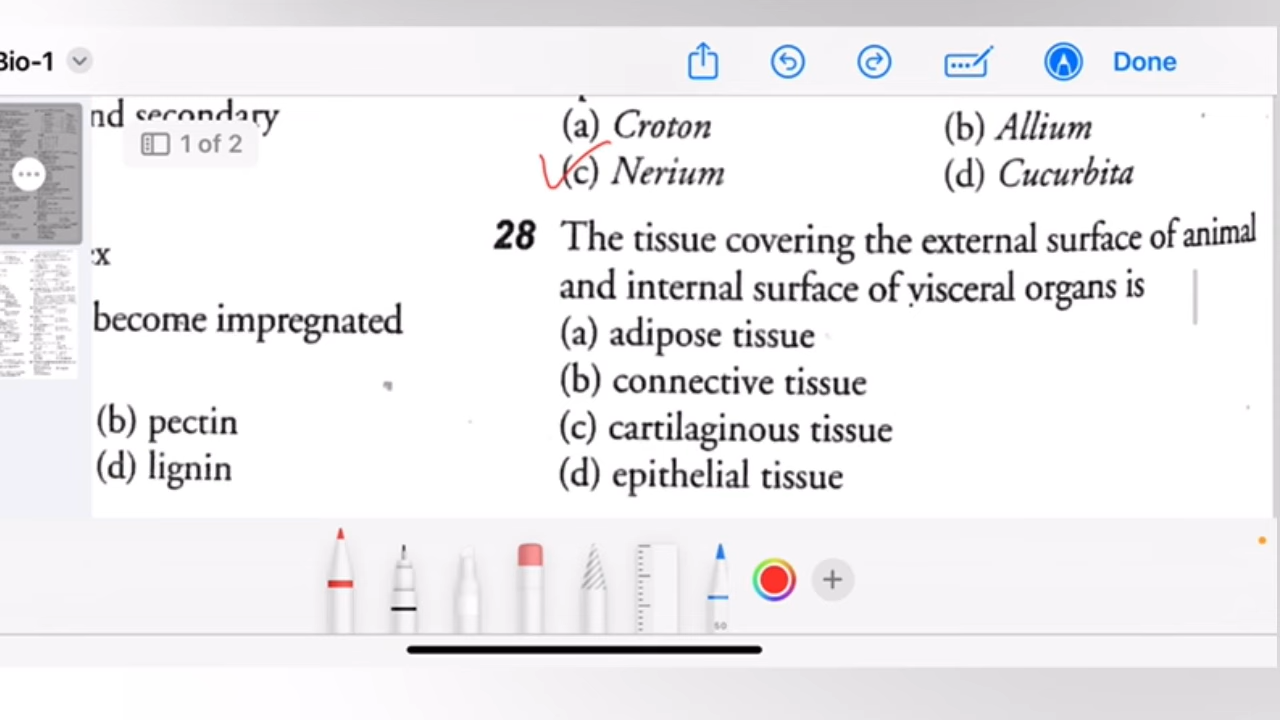 Bio-1
Done
1 of 2
nd secondary
x
become impregnated
(b) pectin
(d) lignin
(a) Croton
(b) Allium
(c) Nerium
(d) Cucurbita
28 The tissue covering the external surface of animal
and internal surface of visceral organs is
(a) adipose tissue
(b) connective tissue
(c) cartilaginous tissue
(d) epithelial tissue
50